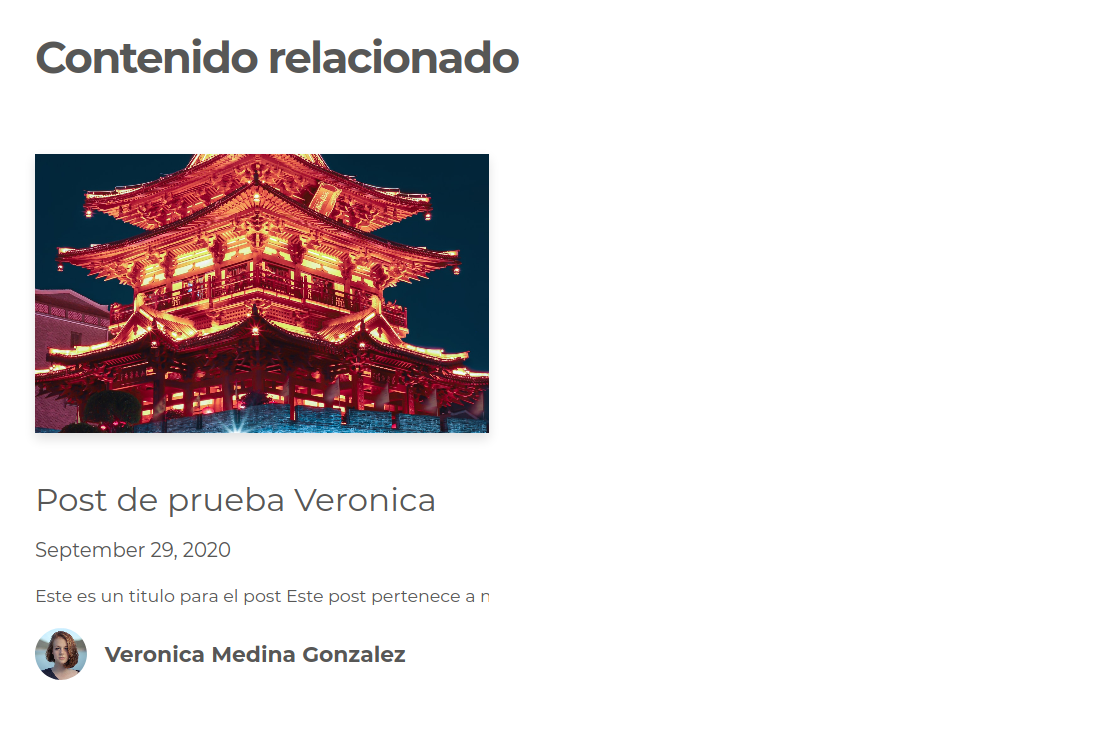 Contenido relacionado
Post de prueba Veronica
September 29, 2020
Este es un titulo para el post Este post pertenece a
Veronica Medina Gonzalez